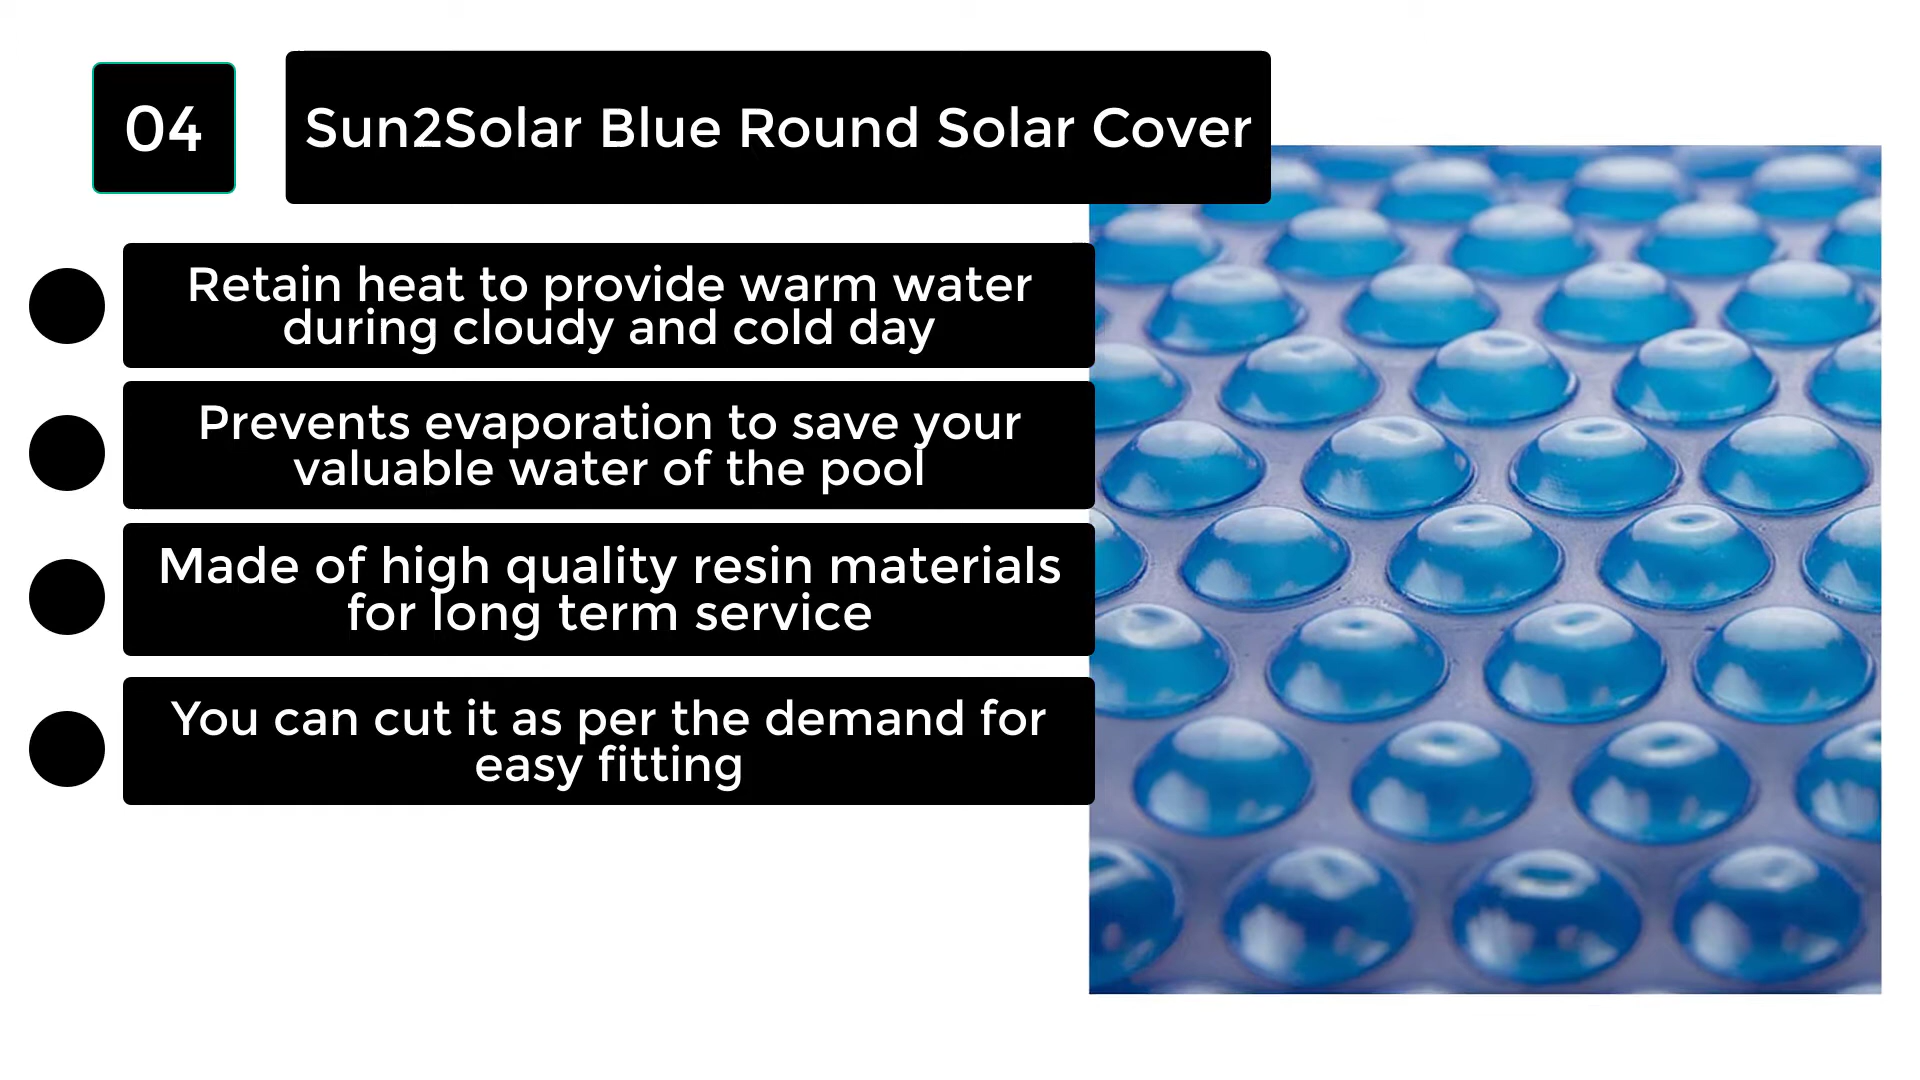 04
Sun2Solar Blue Round Solar Cover
Retain heat to provide warm water
during cloudy and cold day
Prevents evaporation to save your
valuable water of the pool
Made of high quality resin materials
for long term service
You can cut it as per the demand for
easy fitting